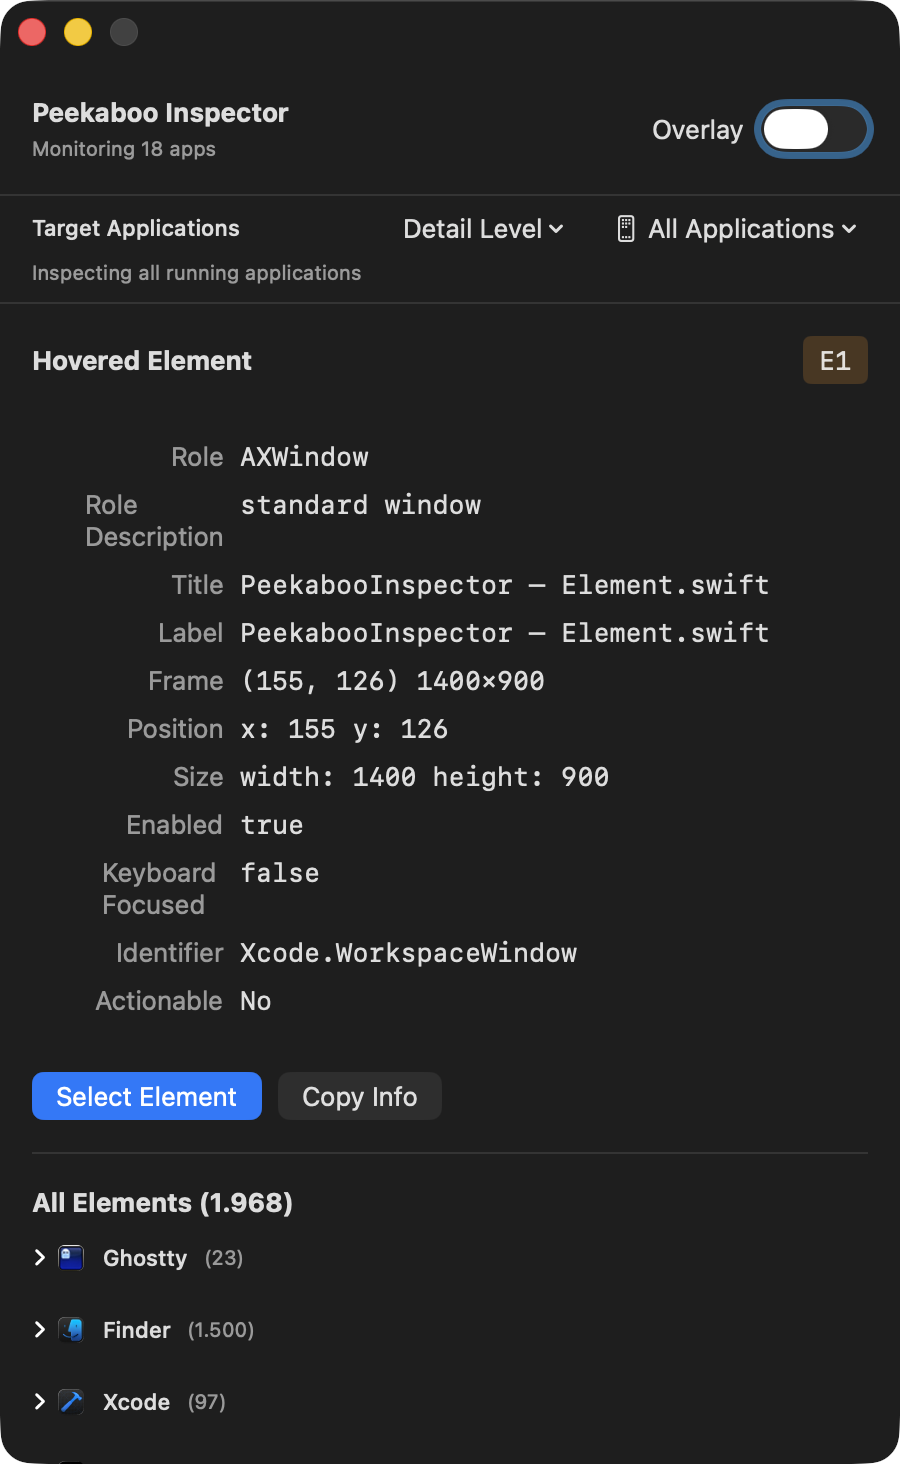 Peekaboo Inspector
Monitoring 18 apps
Overlay
Target Applications
Detail Level
All Applications
Inspecting all running applications
Hovered Element
E1
Role AXWindow
Role Description standard window
Title PeekabooInspector — Element.swift
Label PeekabooInspector — Element.swift
Frame (155, 126) 1400×900
Position x: 155 y: 126
Size width: 1400 height: 900
Enabled true
Keyboard Focused false
Identifier Xcode.WorkspaceWindow
Actionable No
Select Element
Copy Info
All Elements (1.968)
Ghostty (23)
Finder (1.500)
Xcode (97)